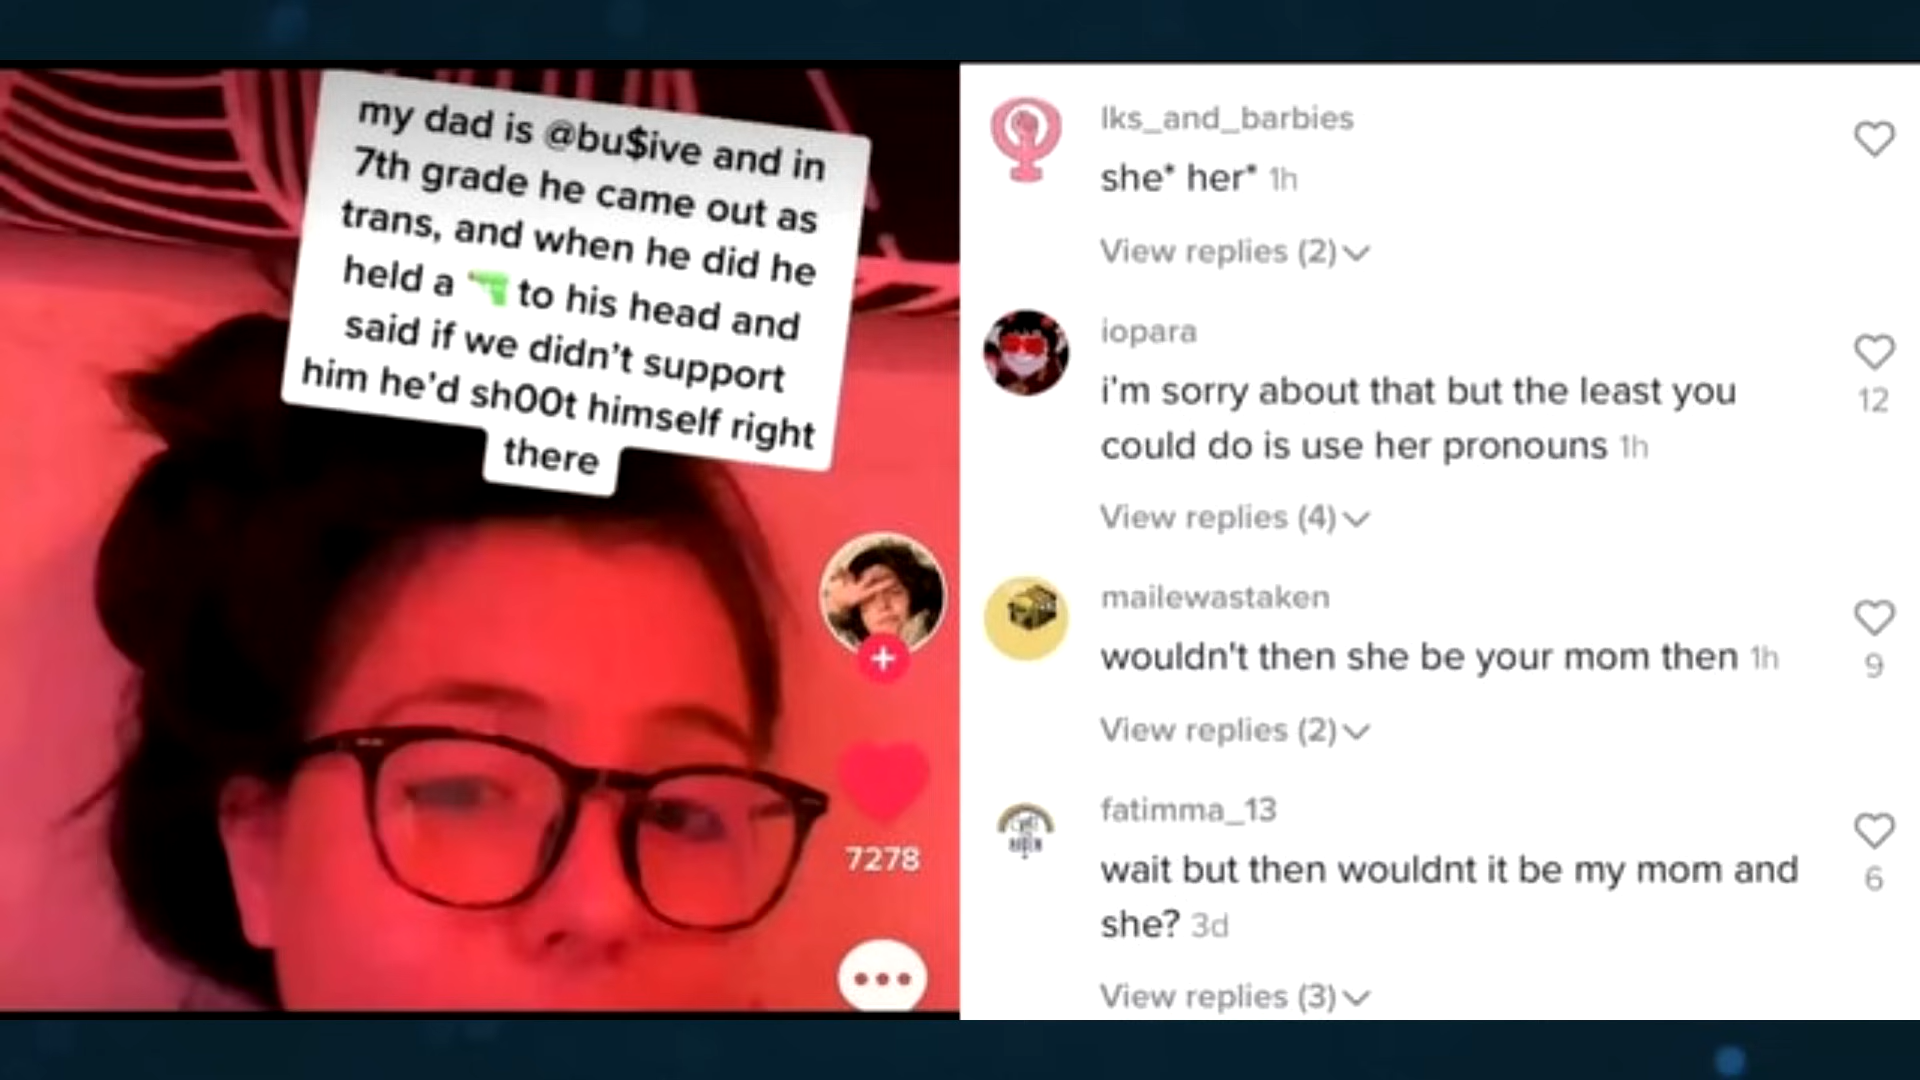 my dad is @bu$ive and in
7th grade he came out as
trans, and when he did he
held a 🔫 to his head and
said if we didn't support
him he'd sh00t himself right
there
7278
lks_and_barbies
she* her* 1h
View replies (2)
iopara
i'm sorry about that but the least you
could do is use her pronouns 1h
12
View replies (4)
mailewastaken
wouldn't then she be your mom then 1h
9
View replies (2)
fatimma_13
wait but then wouldnt it be my mom and
she? 3d
6
View replies (3)